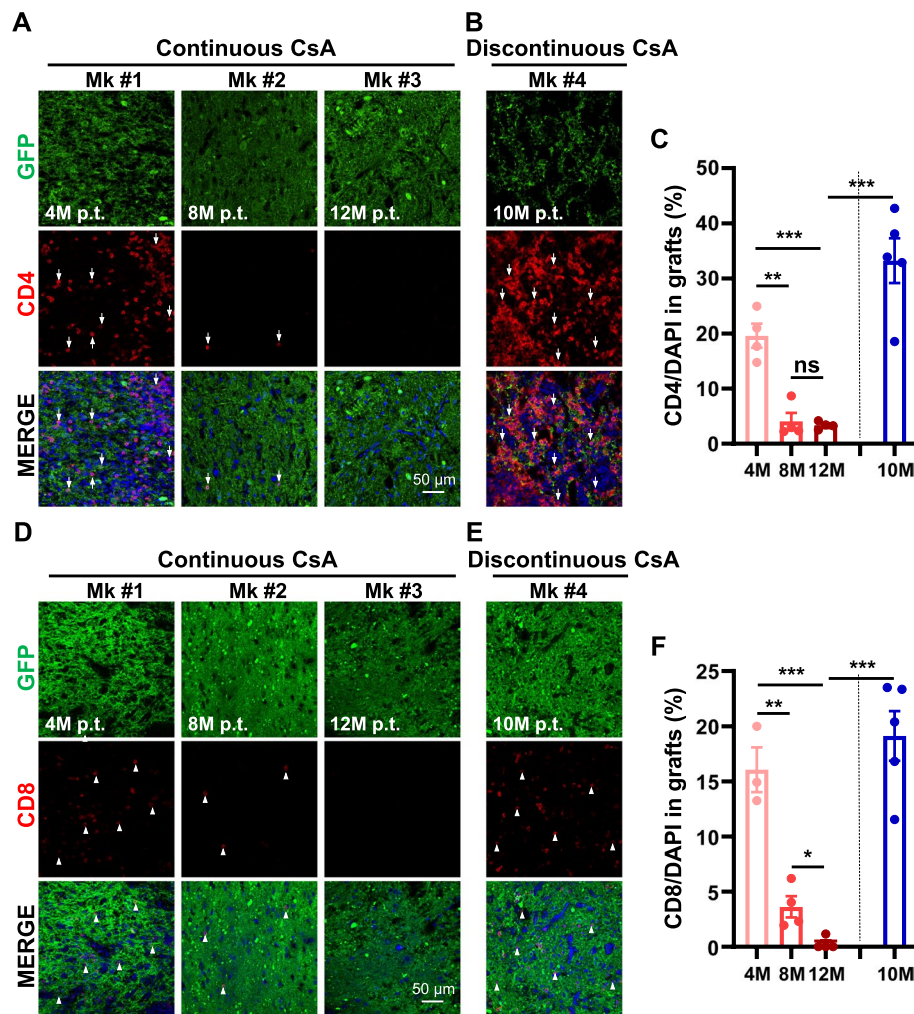 A
Continuous CsA
Mk #1 Mk #2 Mk #3
GFP
4M p.t. 8M p.t. 12M p.t.
CD4
MERGE
50 μm
B
Discontinuous CsA
Mk #4
10M p.t.
C
CD4/DAPI in grafts (%)
50
40
30
20
10
0
***
***
**
ns
4M 8M 12M 10M
D
Continuous CsA
Mk #1 Mk #2 Mk #3
GFP
4M p.t. 8M p.t. 12M p.t.
CD8
MERGE
50 μm
E
Discontinuous CsA
Mk #4
10M p.t.
F
CD8/DAPI in grafts (%)
25
20
15
10
5
0
***
***
**
*
4M 8M 12M 10M